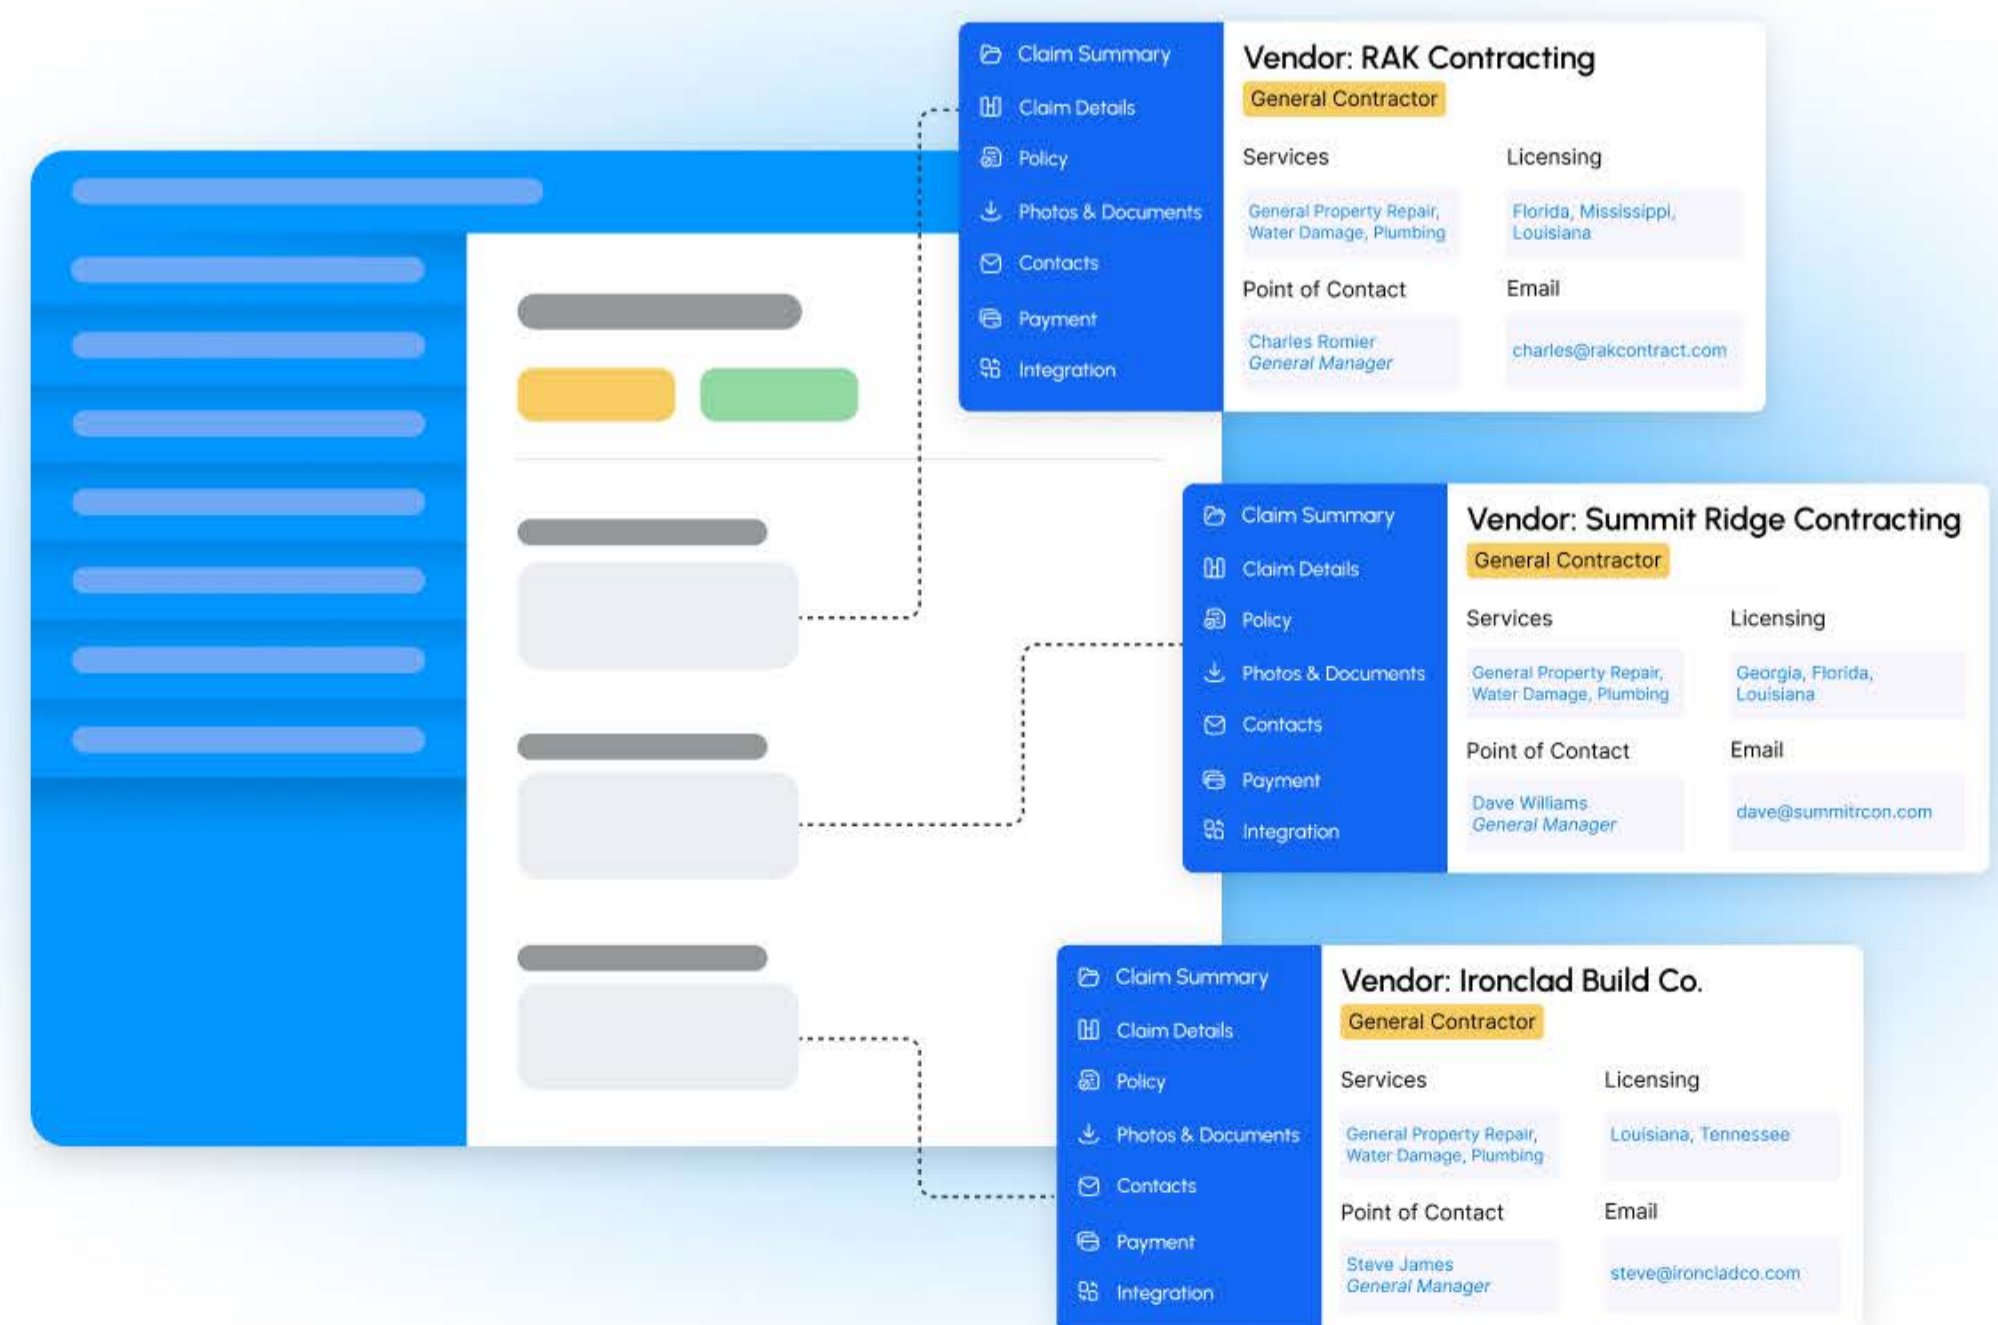 Claim Summary
Claim Details
Policy
Photos & Documents
Contacts
Payment
Integration
Vendor: RAK Contracting
General Contractor
Services
General Property Repair,
Water Damage, Plumbing
Licensing
Florida, Mississippi,
Louisiana
Point of Contact
Charles Romier
General Manager
Email
charles@rakcontract.com
Claim Summary
Claim Details
Policy
Photos & Documents
Contacts
Payment
Integration
Vendor: Summit Ridge Contracting
General Contractor
Services
General Property Repair,
Water Damage, Plumbing
Licensing
Georgia, Florida,
Louisiana
Point of Contact
Dave Williams
General Manager
Email
dave@summitrcon.com
Claim Summary
Claim Details
Policy
Photos & Documents
Contacts
Payment
Integration
Vendor: Ironclad Build Co.
General Contractor
Services
General Property Repair,
Water Damage, Plumbing
Licensing
Louisiana, Tennessee
Point of Contact
Steve James
General Manager
Email
steve@ironcladco.com